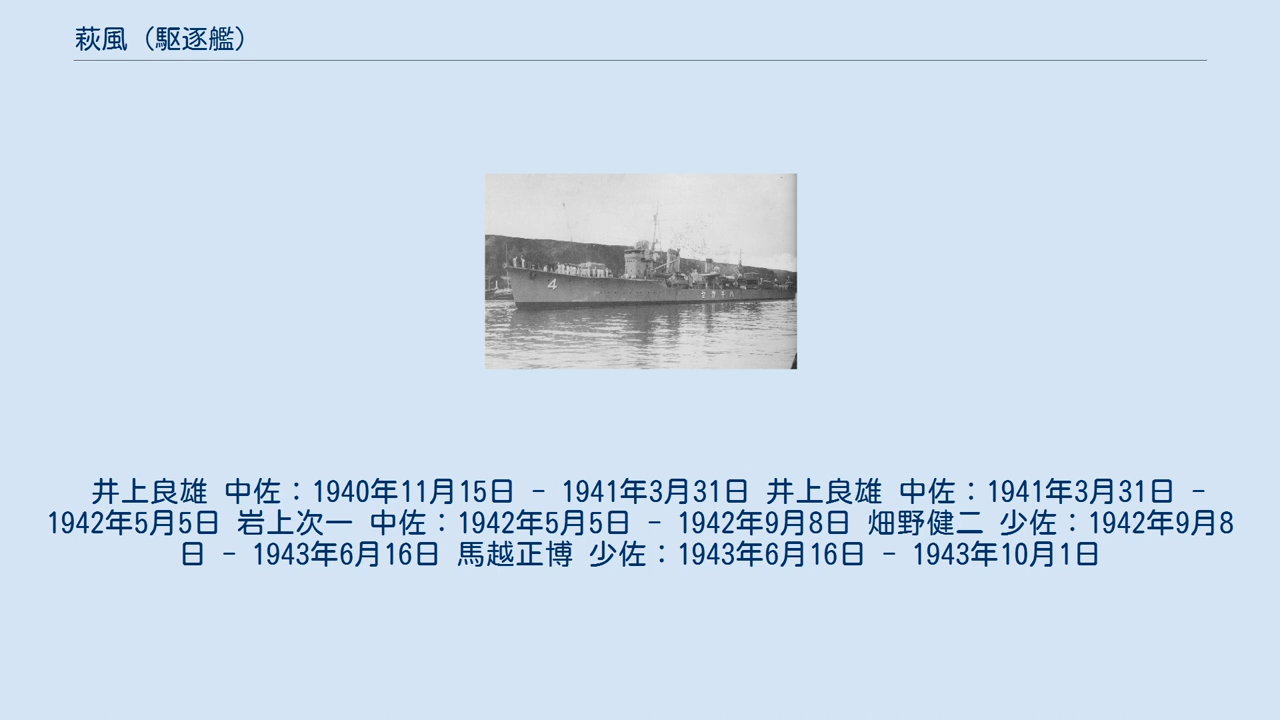 萩風（駆逐艦）
4
井上良雄 中佐：1940年11月15日 - 1941年3月31日 井上良雄 中佐：1941年3月31日 -
1942年5月5日 岩上次一 中佐：1942年5月5日 - 1942年9月8日 畑野健二 少佐：1942年9月8
日 - 1943年6月16日 馬越正博 少佐：1943年6月16日 - 1943年10月1日